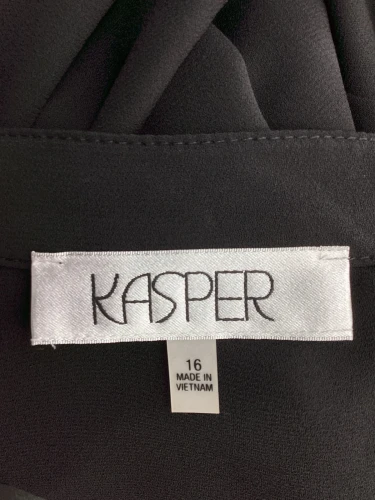 KASPER
16
MADE IN
VIETNAM